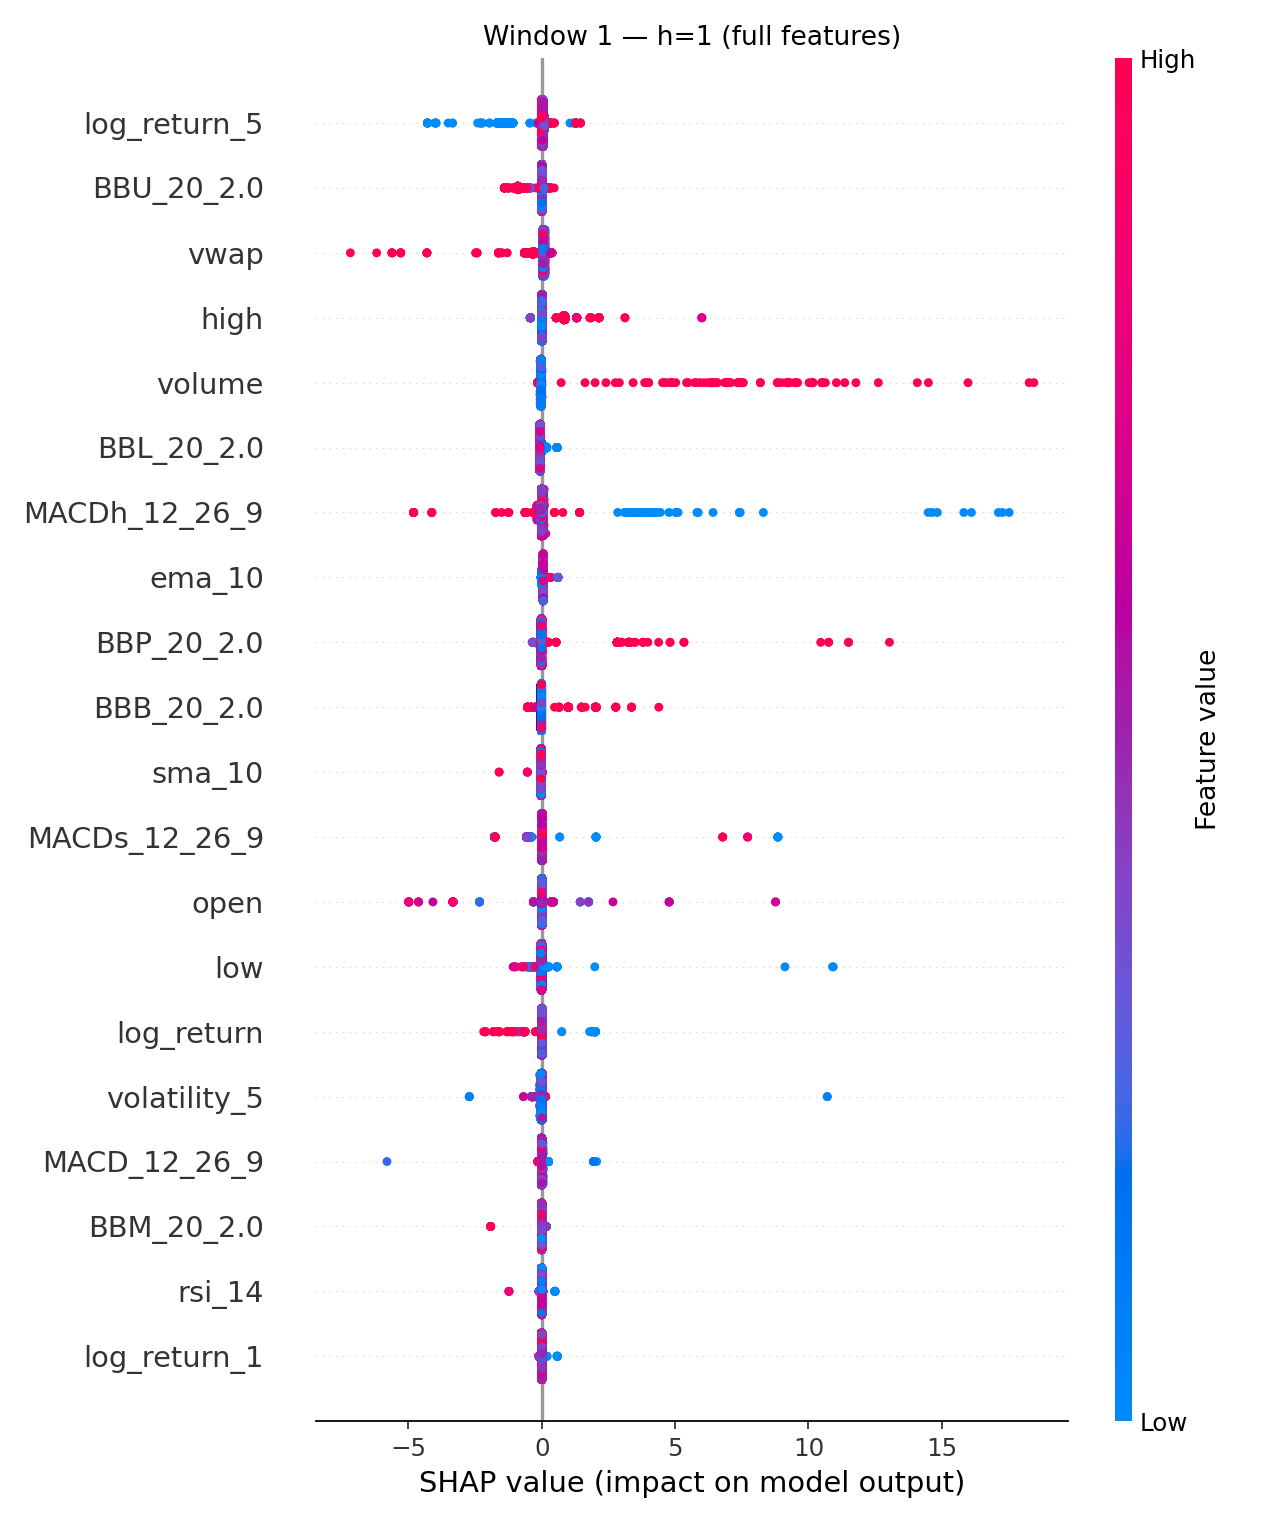 Window 1 — h=1 (full features)
High
log_return_5
BBU_20_2.0
vwap
high
volume
BBL_20_2.0
MACDh_12_26_9
ema_10
BBP_20_2.0
BBB_20_2.0
sma_10
MACDs_12_26_9
open
low
log_return
volatility_5
MACD_12_26_9
BBM_20_2.0
rsi_14
log_return_1
Feature value
Low
−5 0 5 10 15
SHAP value (impact on model output)